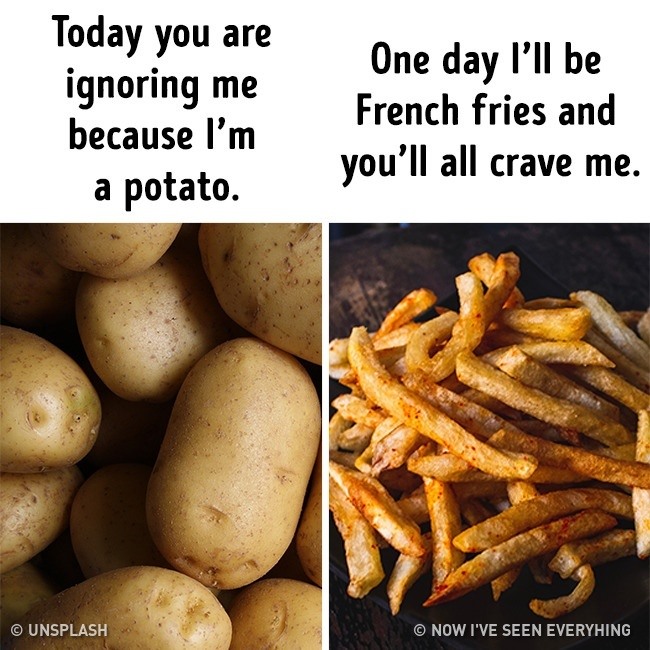 Today you are
ignoring me
because I'm
a potato.
One day I'll be
French fries and
you'll all crave me.
© UNSPLASH
© NOW I'VE SEEN EVERYHING